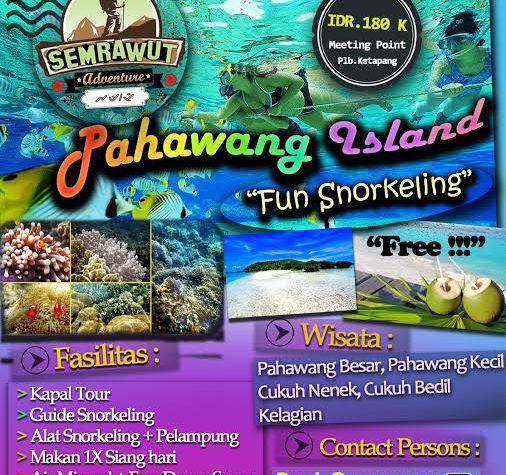 IDR.180 K
SEMRAWUT
Meeting Point
Adventure
Plb.Ketapang
Pahawang Island
"Fun Snorkeling"
"Free !!!"
Fasilitas :
Wisata :
> Kapal Tour
> Guide Snorkeling
> Alat Snorkeling + Pelampung
> Makan 1X Siang hari
Pahawang Besar, Pahawang Kecil
Cukuh Nenek, Cukuh Bedil
Kelagian
Contact Persons :